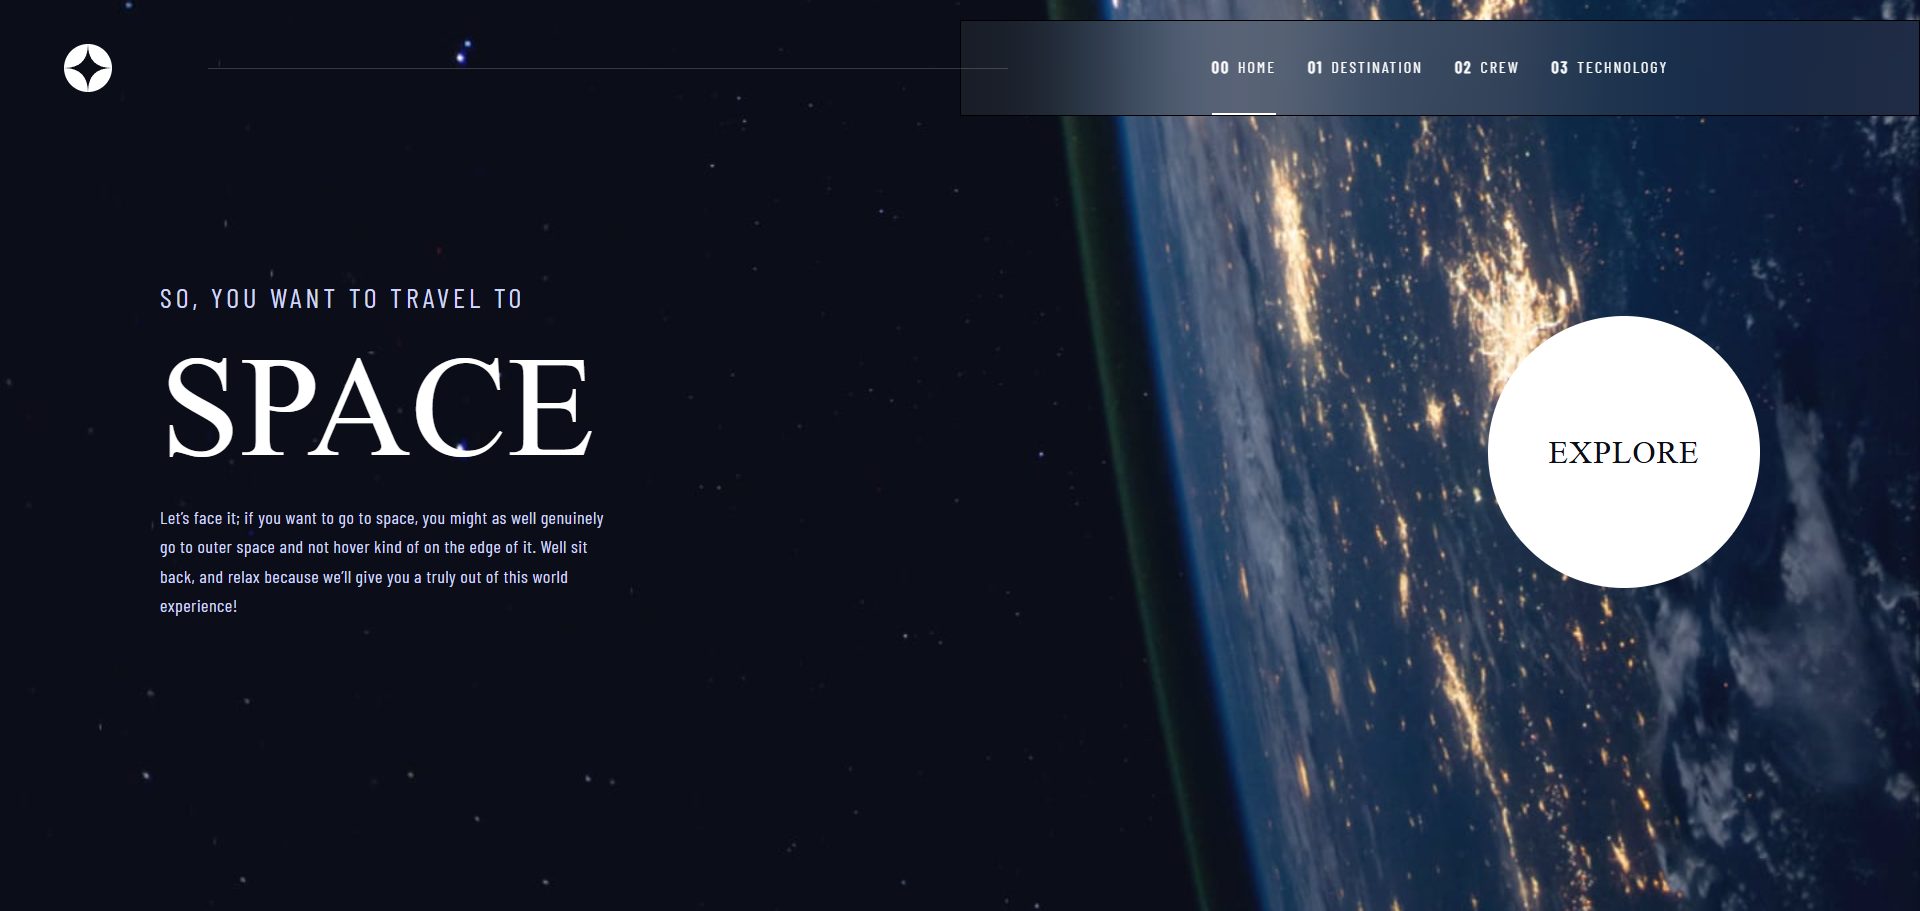 00 HOME 01 DESTINATION 02 CREW 03 TECHNOLOGY
SO, YOU WANT TO TRAVEL TO
SPACE
Let’s face it; if you want to go to space, you might as well genuinely
go to outer space and not hover kind of on the edge of it. Well sit
back, and relax because we’ll give you a truly out of this world
experience!
EXPLORE